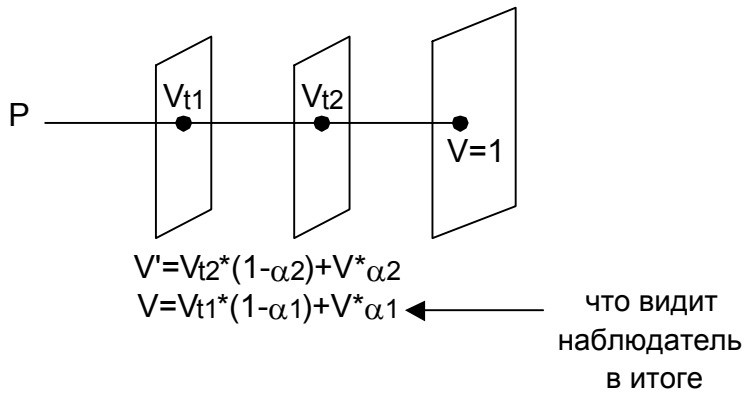 P
Vt1
Vt2
V=1
V'=Vt2*(1-α2)+V*α2
V=Vt1*(1-α1)+V*α1
что видит
наблюдатель
в итоге